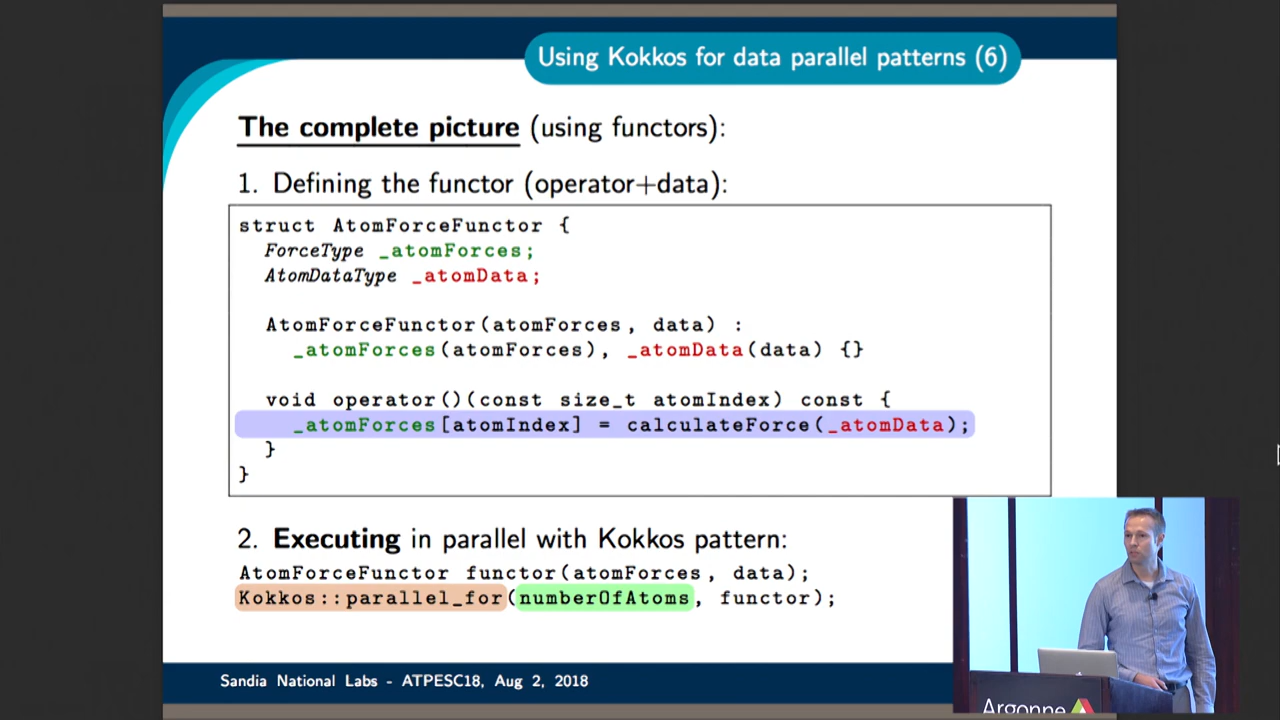 Using Kokkos for data parallel patterns (6)
The complete picture (using functors):
1. Defining the functor (operator+data):
struct AtomForceFunctor {
ForceType _atomForces;
AtomDataType _atomData;
AtomForceFunctor(atomForces, data) :
_atomForces(atomForces), _atomData(data) {}
void operator()(const size_t atomIndex) const {
_atomForces[atomIndex] = calculateForce(_atomData);
}
}
2. Executing in parallel with Kokkos pattern:
AtomForceFunctor functor(atomForces, data);
Kokkos::parallel_for(numberOfAtoms, functor);
Sandia National Labs - ATPESC18, Aug 2, 2018
Argonne